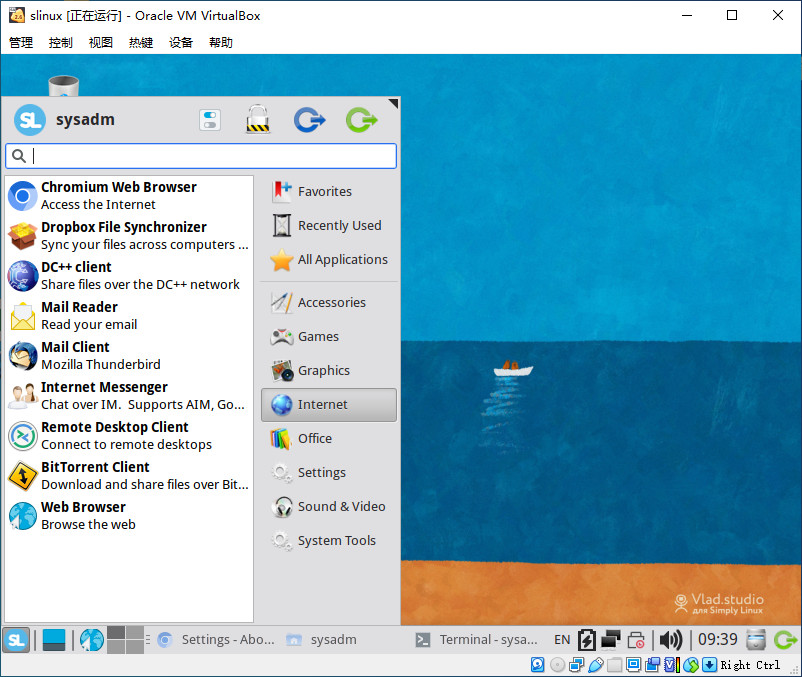 slinux [正在运行] - Oracle VM VirtualBox
管理 控制 视图 热键 设备 帮助
SL sysadm
Chromium Web Browser
Access the Internet
Dropbox File Synchronizer
Sync your files across computers ...
DC++ client
Share files over the DC++ network
Mail Reader
Read your email
Mail Client
Mozilla Thunderbird
Internet Messenger
Chat over IM. Supports AIM, Go...
Remote Desktop Client
Connect to remote desktops
BitTorrent Client
Download and share files over Bit...
Web Browser
Browse the web
Favorites
Recently Used
All Applications
Accessories
Games
Graphics
Internet
Office
Settings
Sound & Video
System Tools
Vlad.studio
для Simply Linux
SL Settings - Abo... sysadm Terminal - sysa... EN 09:39
Right Ctrl